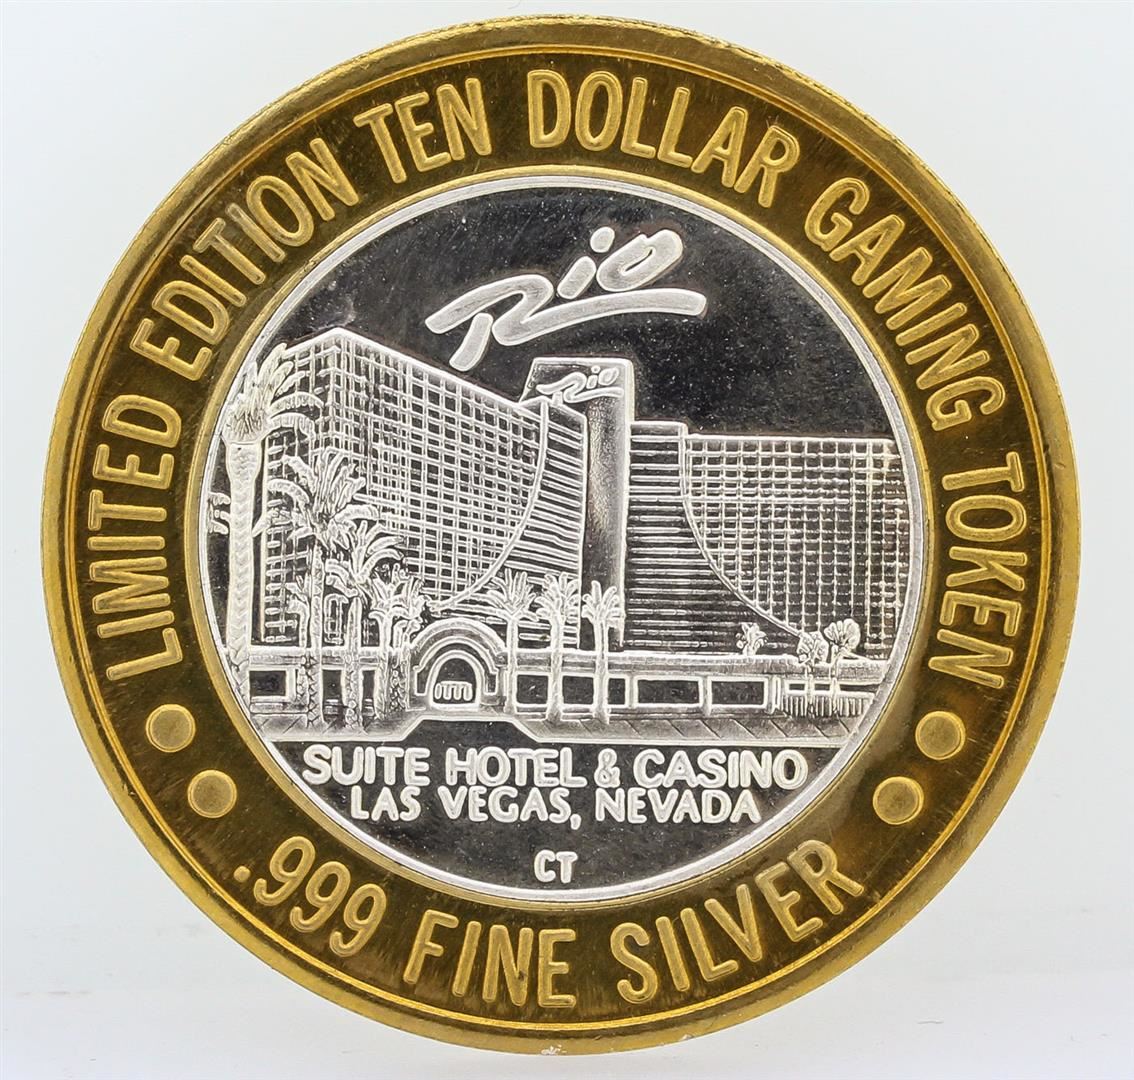 LIMITED EDITION TEN DOLLAR GAMING TOKEN
Rio
Rio
SUITE HOTEL & CASINO
LAS VEGAS, NEVADA
CT
.999 FINE SILVER